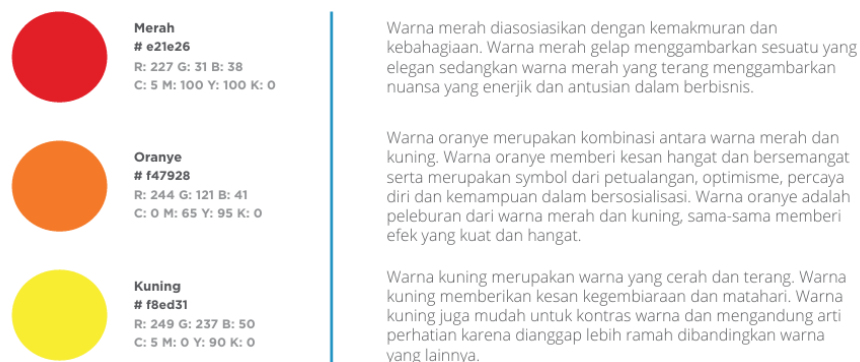 Merah
# e21e26
R: 227 G: 31 B: 38
C: 5 M: 100 Y: 100 K: 0
Warna merah diasosiasikan dengan kemakmuran dan
kebahagiaan. Warna merah gelap menggambarkan sesuatu yang
elegan sedangkan warna merah yang terang menggambarkan
nuansa yang enerjik dan antusian dalam berbisnis.
Oranye
# f47928
R: 244 G: 121 B: 41
C: 0 M: 65 Y: 95 K: 0
Warna oranye merupakan kombinasi antara warna merah dan
kuning. Warna oranye memberi kesan hangat dan bersemangat
serta merupakan symbol dari petualangan, optimisme, percaya
diri dan kemampuan dalam bersosialisasi. Warna oranye adalah
peleburan dari warna merah dan kuning, sama-sama memberi
efek yang kuat dan hangat.
Kuning
# f8ed31
R: 249 G: 237 B: 50
C: 5 M: 0 Y: 90 K: 0
Warna kuning merupakan warna yang cerah dan terang. Warna
kuning memberikan kesan kegembiaraan dan matahari. Warna
kuning juga mudah untuk kontras warna dan mengandung arti
perhatian karena dianggap lebih ramah dibandingkan warna
yang lainnya.